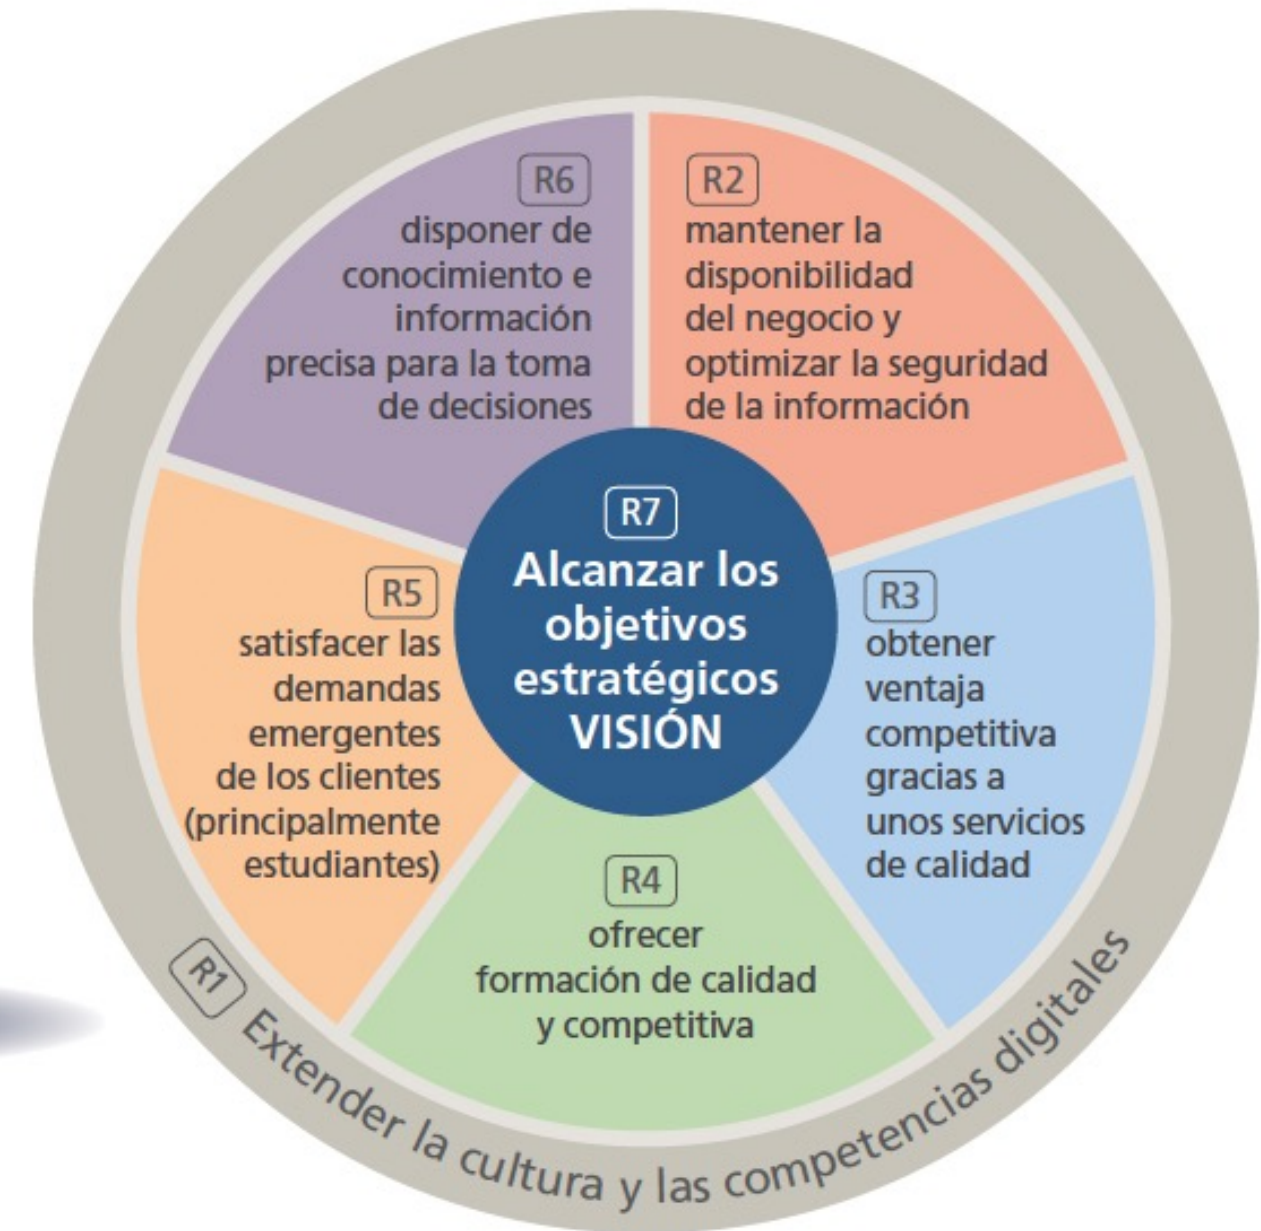 R6
disponer de
conocimiento e
información
precisa para la toma
de decisiones
R2
mantener la
disponibilidad
del negocio y
optimizar la seguridad
de la información
R7
Alcanzar los
objetivos
estratégicos
VISIÓN
R5
satisfacer las
demandas
emergentes
de los clientes
(principalmente
estudiantes)
R3
obtener
ventaja
competitiva
gracias a
unos servicios
de calidad
R4
ofrecer
formación de calidad
y competitiva
R1 Extender la cultura y las competencias digitales